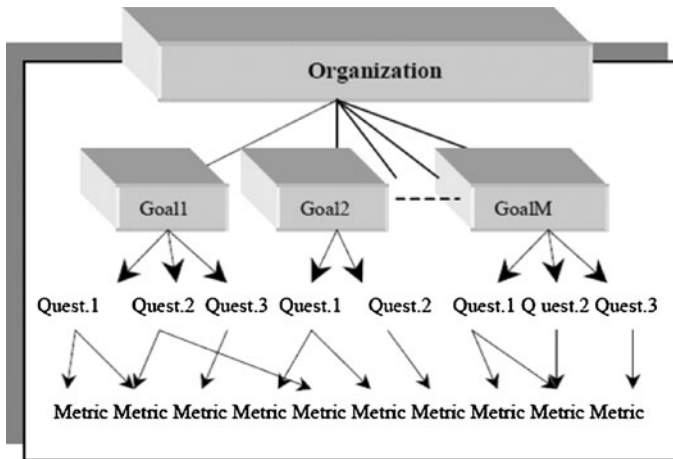 Organization
Goal1 Goal2 GoalM
Quest.1 Quest.2 Quest.3 Quest.1 Quest.2 Quest.1 Q uest.2 Quest.3
Metric Metric Metric Metric Metric Metric Metric Metric Metric Metric